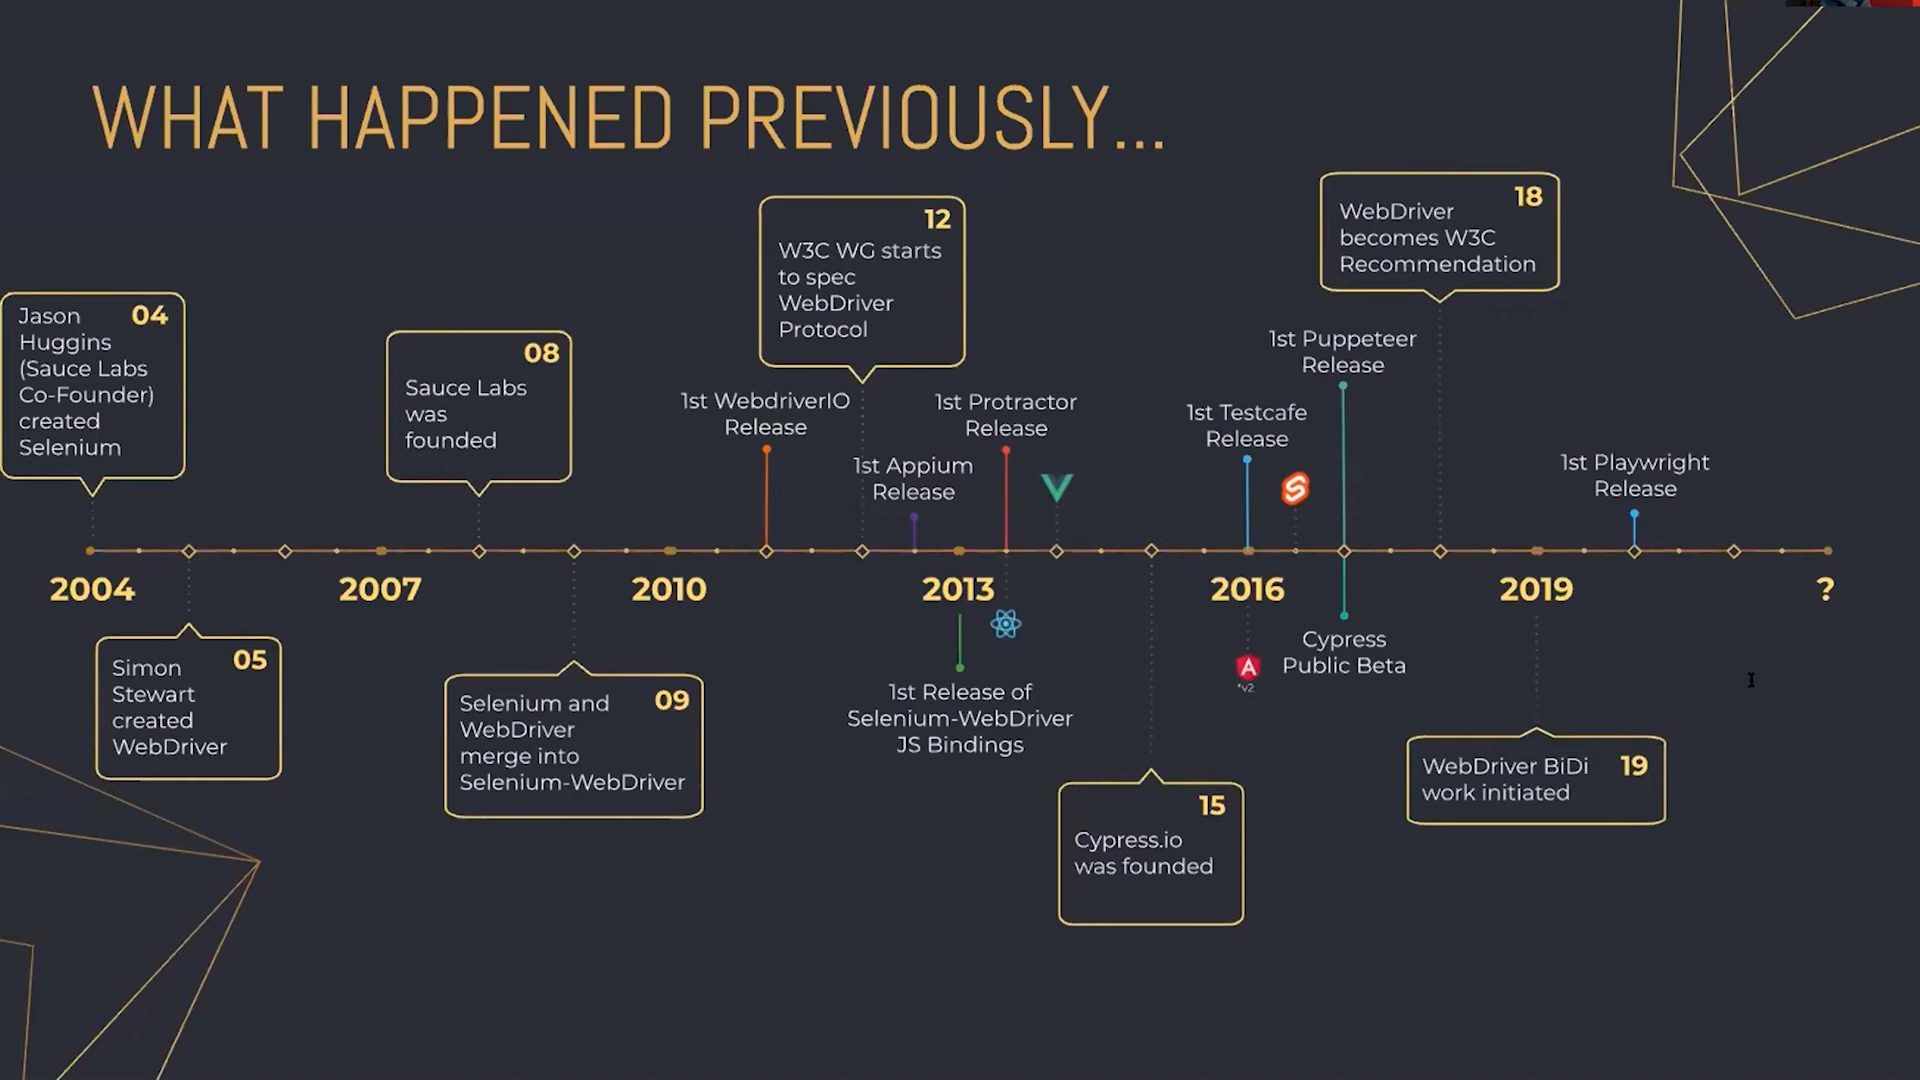 WHAT HAPPENED PREVIOUSLY...
04
Jason
Huggins
(Sauce Labs
Co-Founder)
created
Selenium
08
Sauce Labs
was
founded
12
W3C WG starts
to spec
WebDriver
Protocol
18
WebDriver
becomes W3C
Recommendation
1st WebdriverIO
Release
1st Appium
Release
1st Protractor
Release
1st Testcafe
Release
1st Puppeteer
Release
1st Playwright
Release
2004
2007
2010
2013
2016
2019
?
05
Simon
Stewart
created
WebDriver
09
Selenium and
WebDriver
merge into
Selenium-WebDriver
1st Release of
Selenium-WebDriver
JS Bindings
15
Cypress.io
was founded
A
*v2
Cypress
Public Beta
19
WebDriver BiDi
work initiated